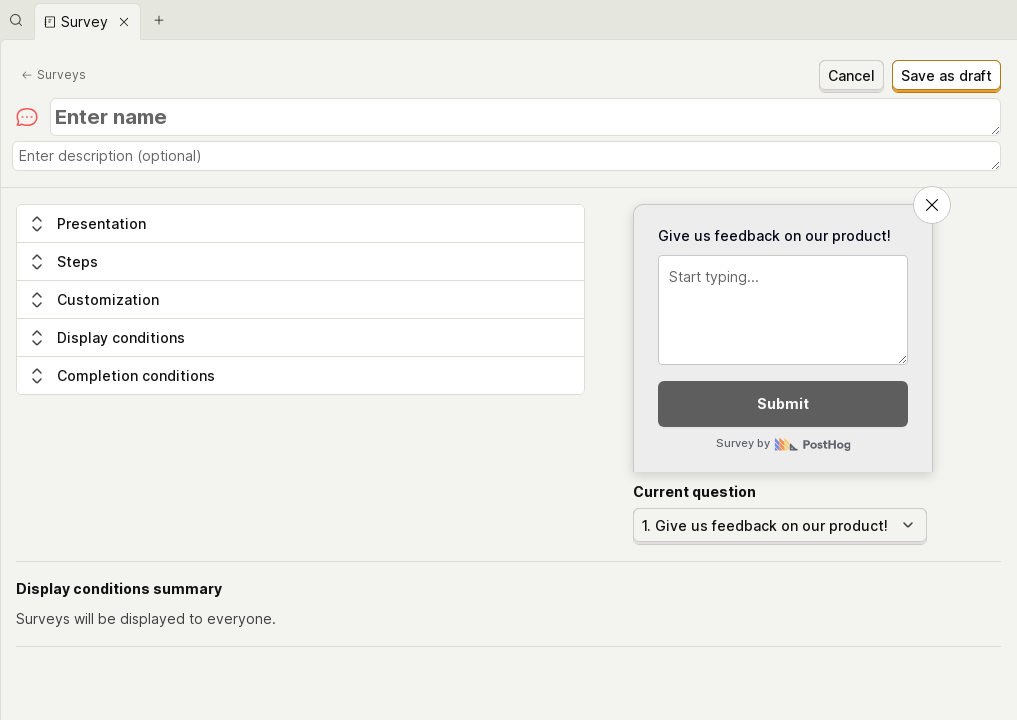 Survey
Surveys
Cancel
Save as draft
Enter name
Enter description (optional)
Presentation
Steps
Customization
Display conditions
Completion conditions
Give us feedback on our product!
Start typing...
Submit
Survey by PostHog
Current question
1. Give us feedback on our product!
Display conditions summary
Surveys will be displayed to everyone.